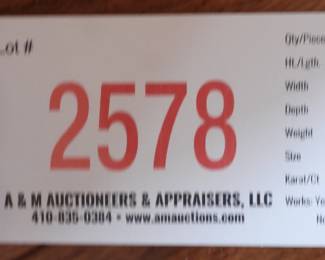 Lot #
2578
A & M AUCTIONEERS & APPRAISERS, LLC
410-835-0384 • www.amauctions.com
Qty/Piece
Ht./Lgth.
Width
Depth
Weight
Size
Karat/Ct
Works: Ye